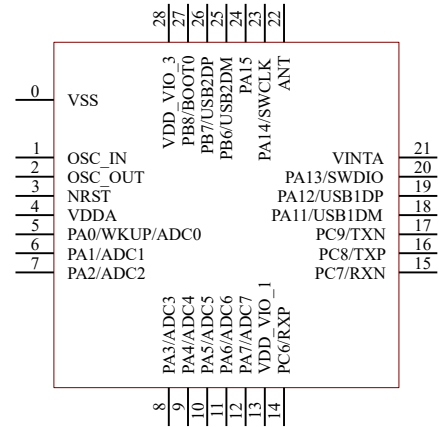 28
27
26
25
24
23
22
VDD_VIO_3
PB8/BOOT0
PB7/USB2DP
PB6/USB2DM
PA15
PA14/SWCLK
ANT
0 VSS
1 OSC_IN
2 OSC_OUT
3 NRST
4 VDDA
5 PA0/WKUP/ADC0
6 PA1/ADC1
7 PA2/ADC2
VINTA 21
PA13/SWDIO 20
PA12/USB1DP 19
PA11/USB1DM 18
PC9/TXN 17
PC8/TXP 16
PC7/RXN 15
PA3/ADC3
PA4/ADC4
PA5/ADC5
PA6/ADC6
PA7/ADC7
VDD_VIO_1
PC6/RXP
8
9
10
11
12
13
14